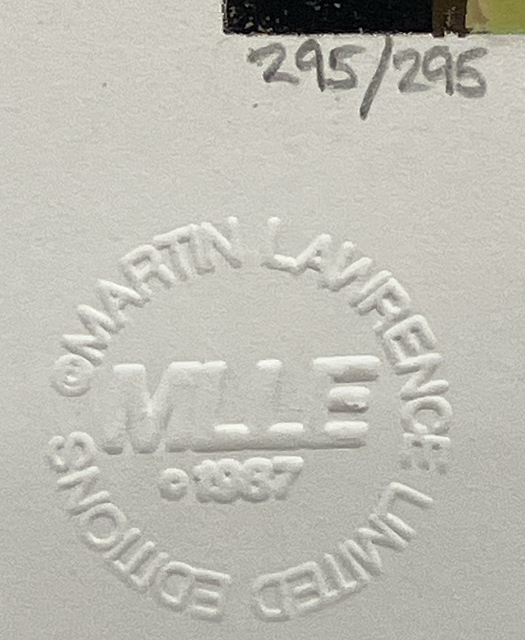 295/295
©MARTIN LAWRENCE LIMITED EDITIONS
MLLE
©1987